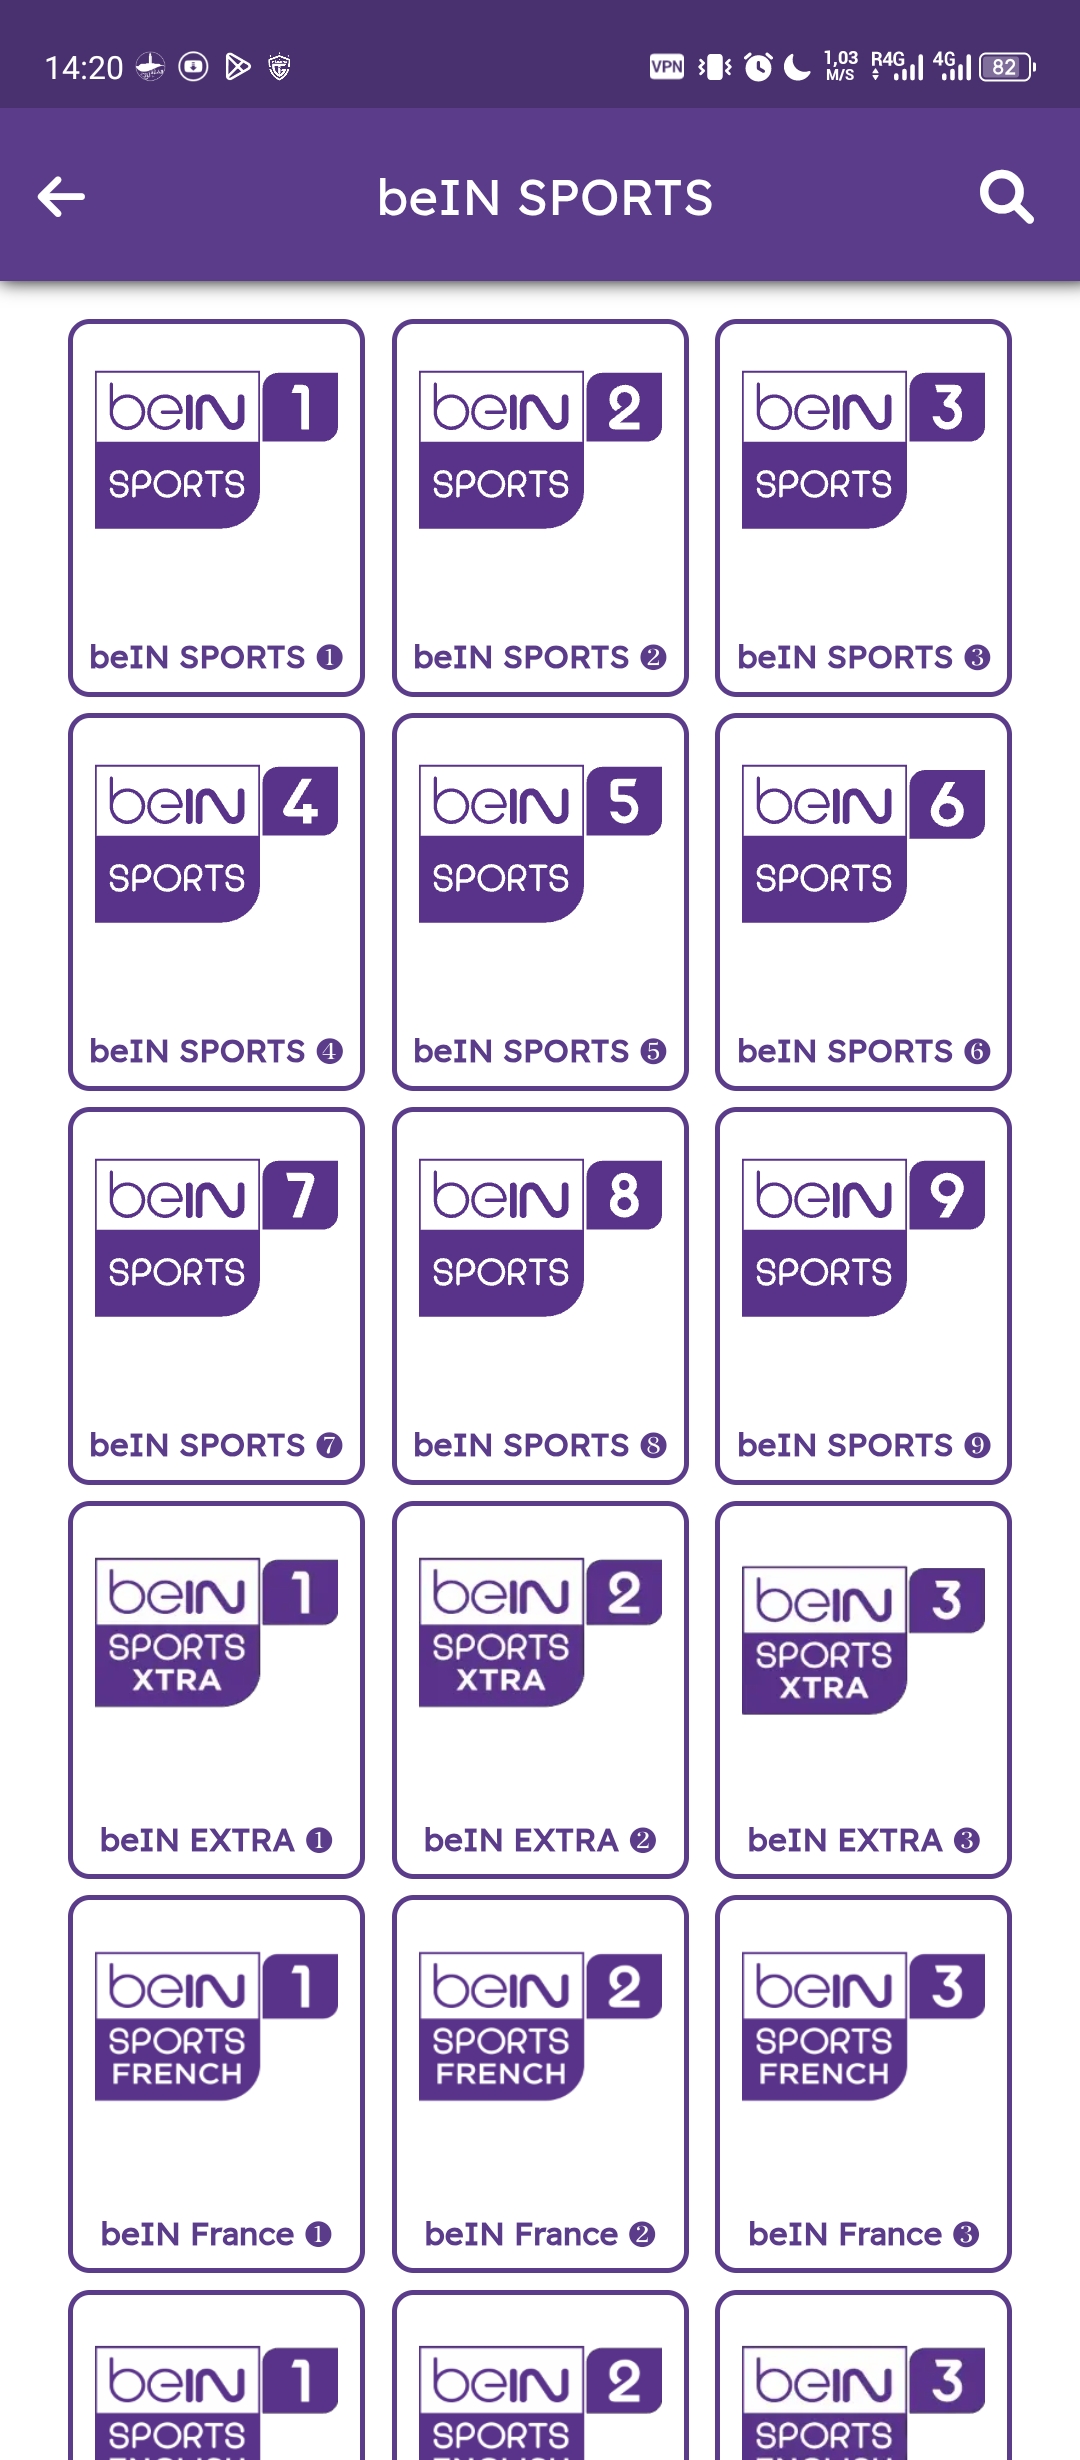 14:20 VPN 1,03 M/S R4G 4G 82
beIN SPORTS
beIN 1 beIN 2 beIN 3
SPORTS SPORTS SPORTS
beIN SPORTS ❶ beIN SPORTS ❷ beIN SPORTS ❸
beIN 4 beIN 5 beIN 6
SPORTS SPORTS SPORTS
beIN SPORTS ❹ beIN SPORTS ❺ beIN SPORTS ❻
beIN 7 beIN 8 beIN 9
SPORTS SPORTS SPORTS
beIN SPORTS ❼ beIN SPORTS ❽ beIN SPORTS ❾
beIN 1 beIN 2 beIN 3
SPORTS SPORTS SPORTS
XTRA XTRA XTRA
beIN EXTRA ❶ beIN EXTRA ❷ beIN EXTRA ❸
beIN 1 beIN 2 beIN 3
SPORTS SPORTS SPORTS
FRENCH FRENCH FRENCH
beIN France ❶ beIN France ❷ beIN France ❸
beIN 1 beIN 2 beIN 3
SPORTS SPORTS SPORTS